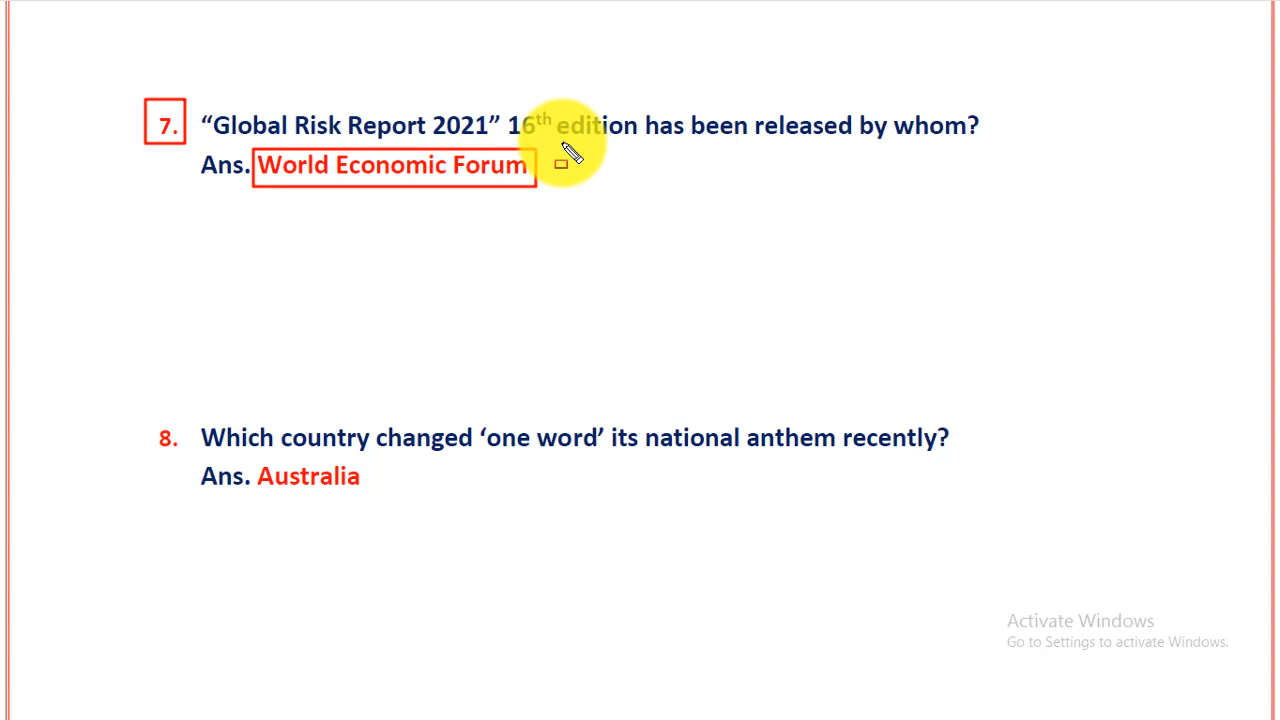 7. “Global Risk Report 2021” 16th edition has been released by whom?
Ans. World Economic Forum
8. Which country changed ‘one word’ its national anthem recently?
Ans. Australia
Activate Windows
Go to Settings to activate Windows.